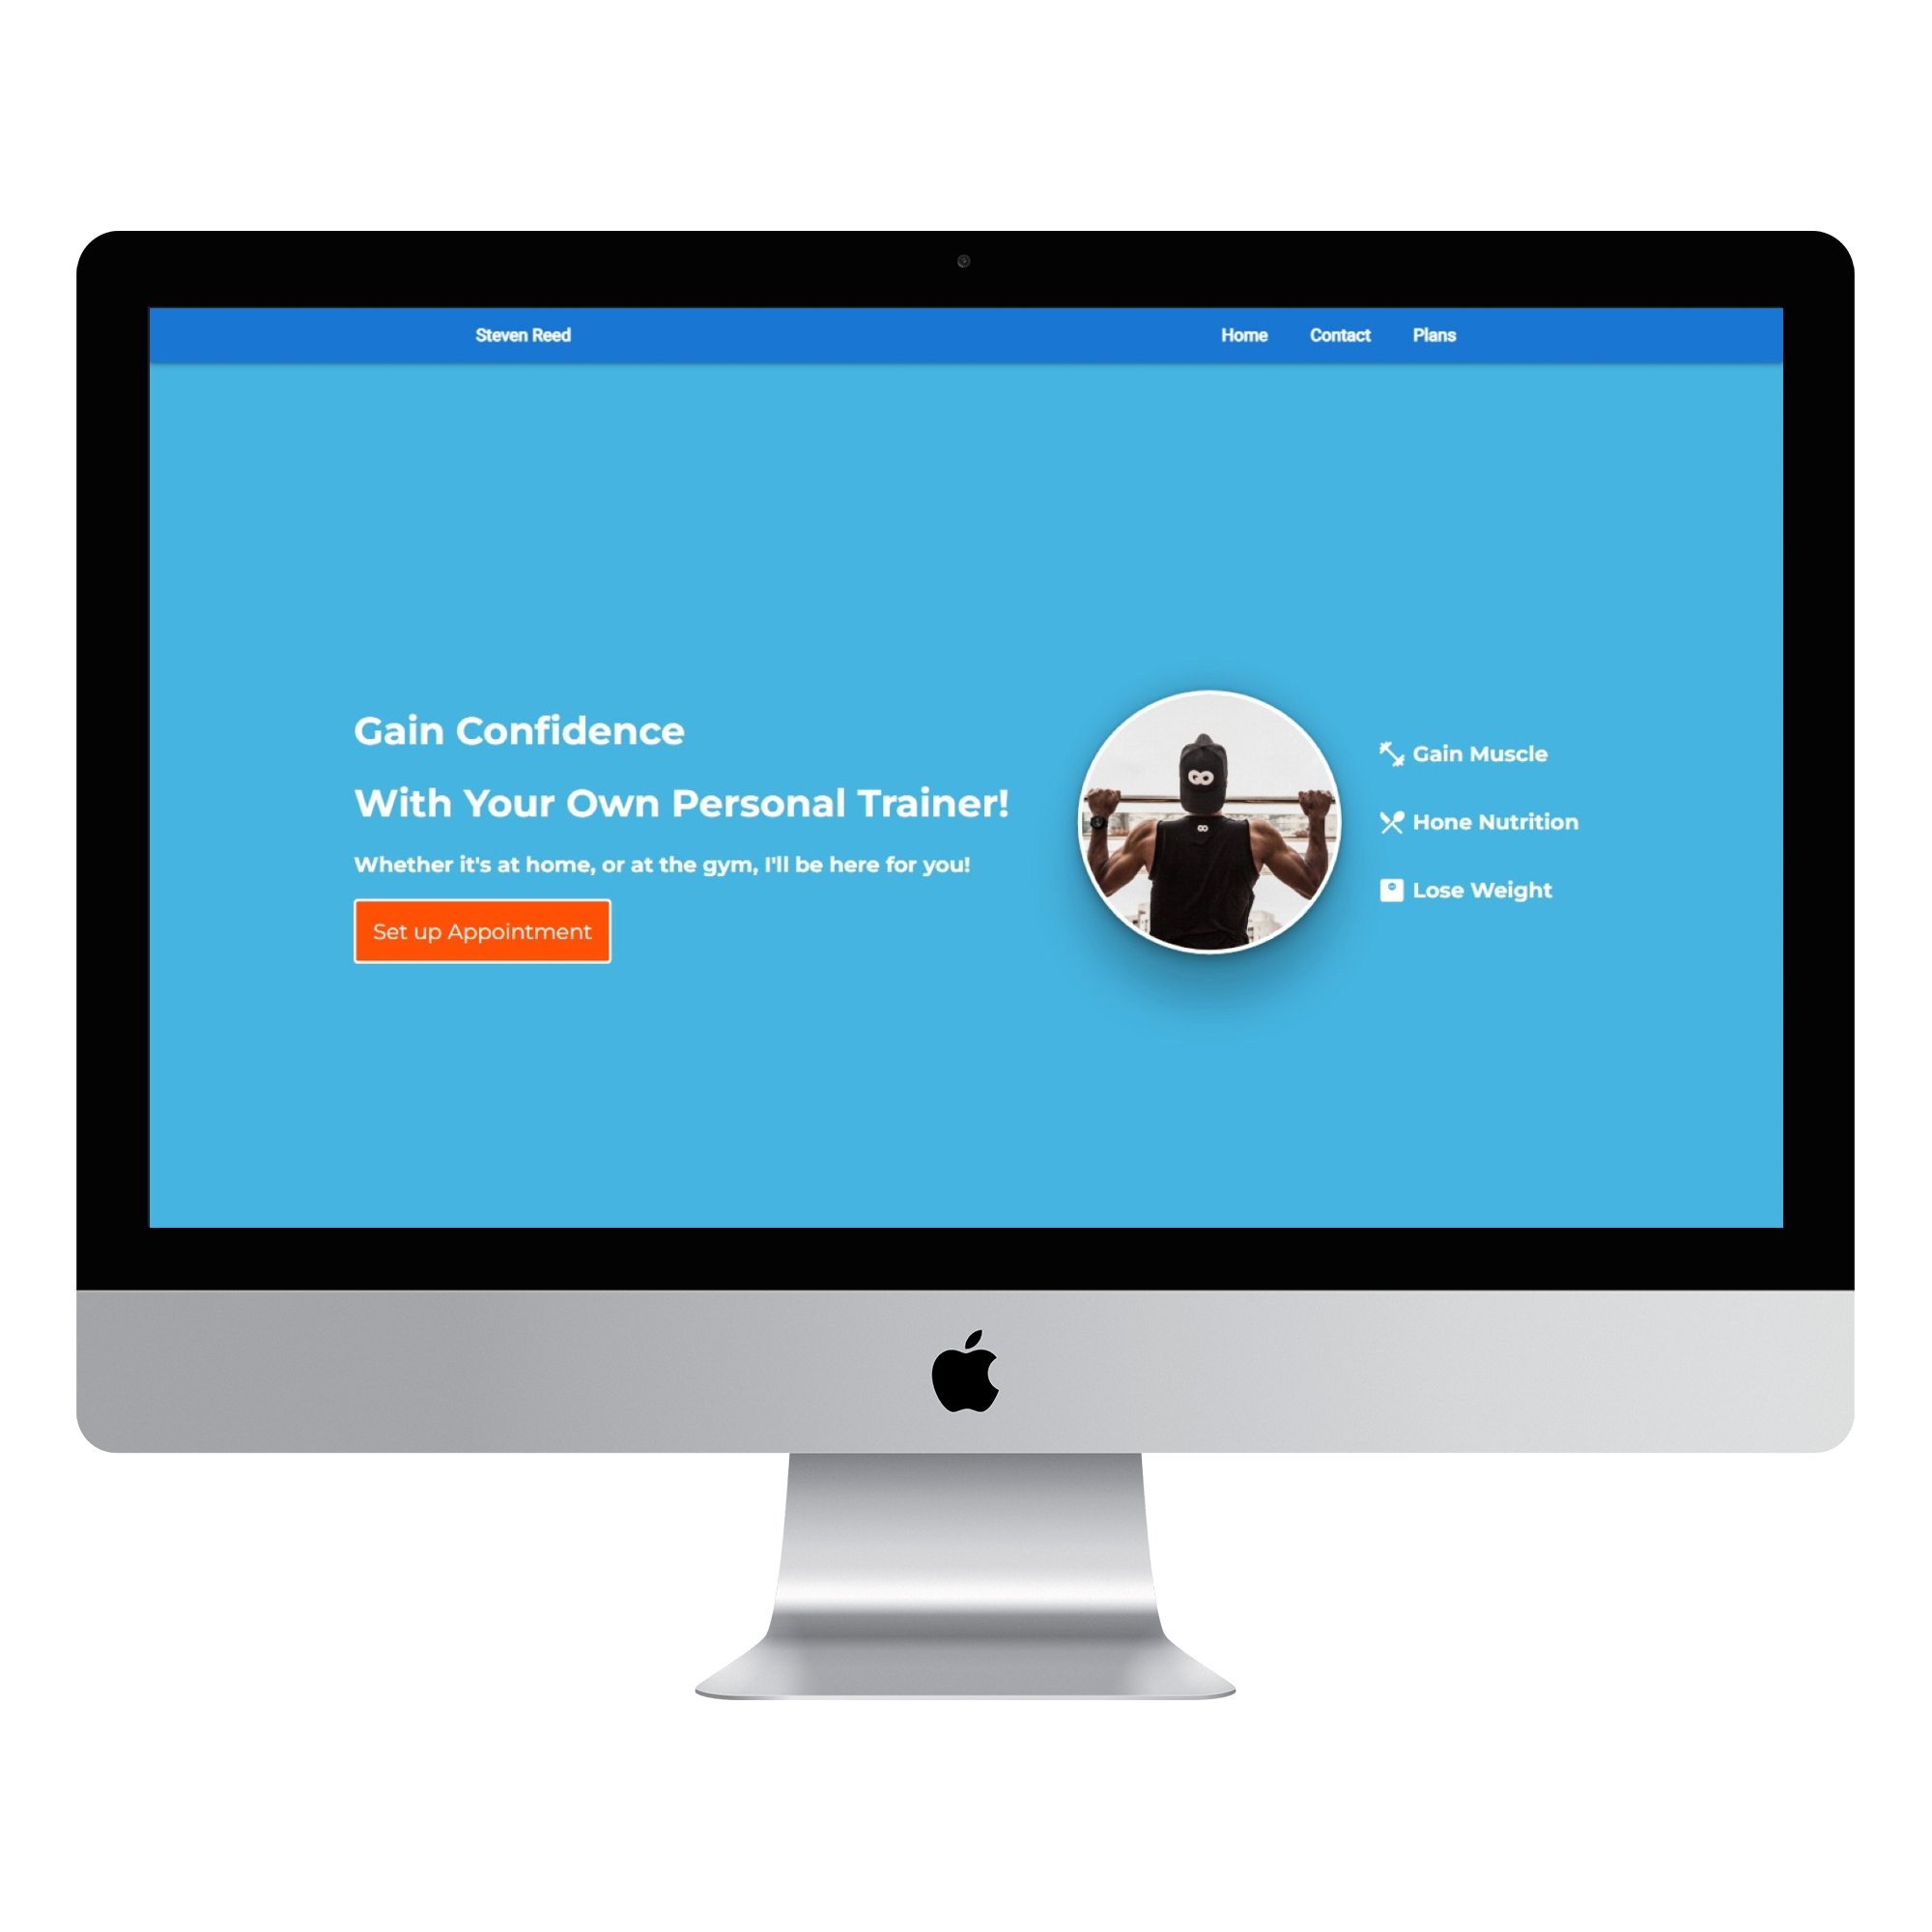 Steven Reed
Home
Contact
Plans
Gain Confidence
With Your Own Personal Trainer!
Whether it's at home, or at the gym, I'll be here for you!
Set up Appointment
Gain Muscle
Hone Nutrition
Lose Weight